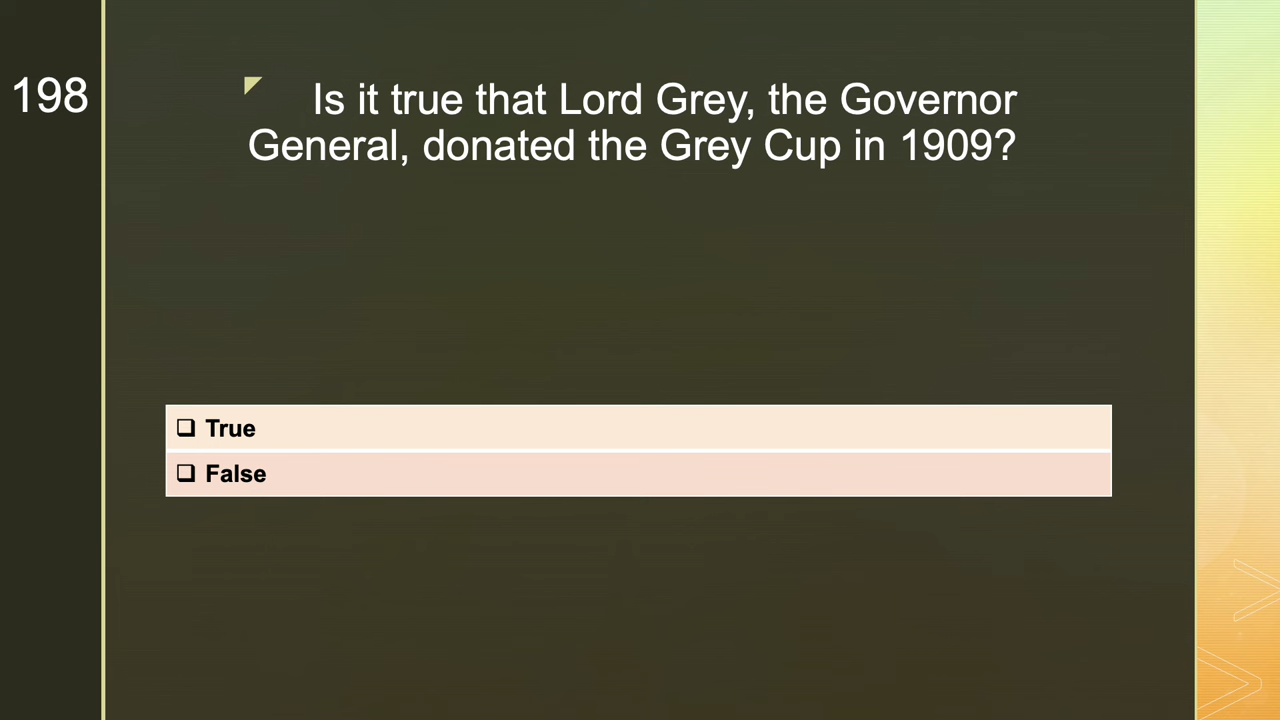 198
Is it true that Lord Grey, the Governor
General, donated the Grey Cup in 1909?
❑ True
❑ False